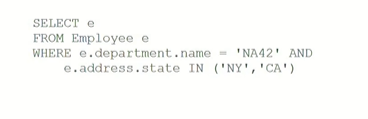 SELECT e
FROM Employee e
WHERE e.department.name = 'NA42' AND
e.address.state IN ('NY','CA')